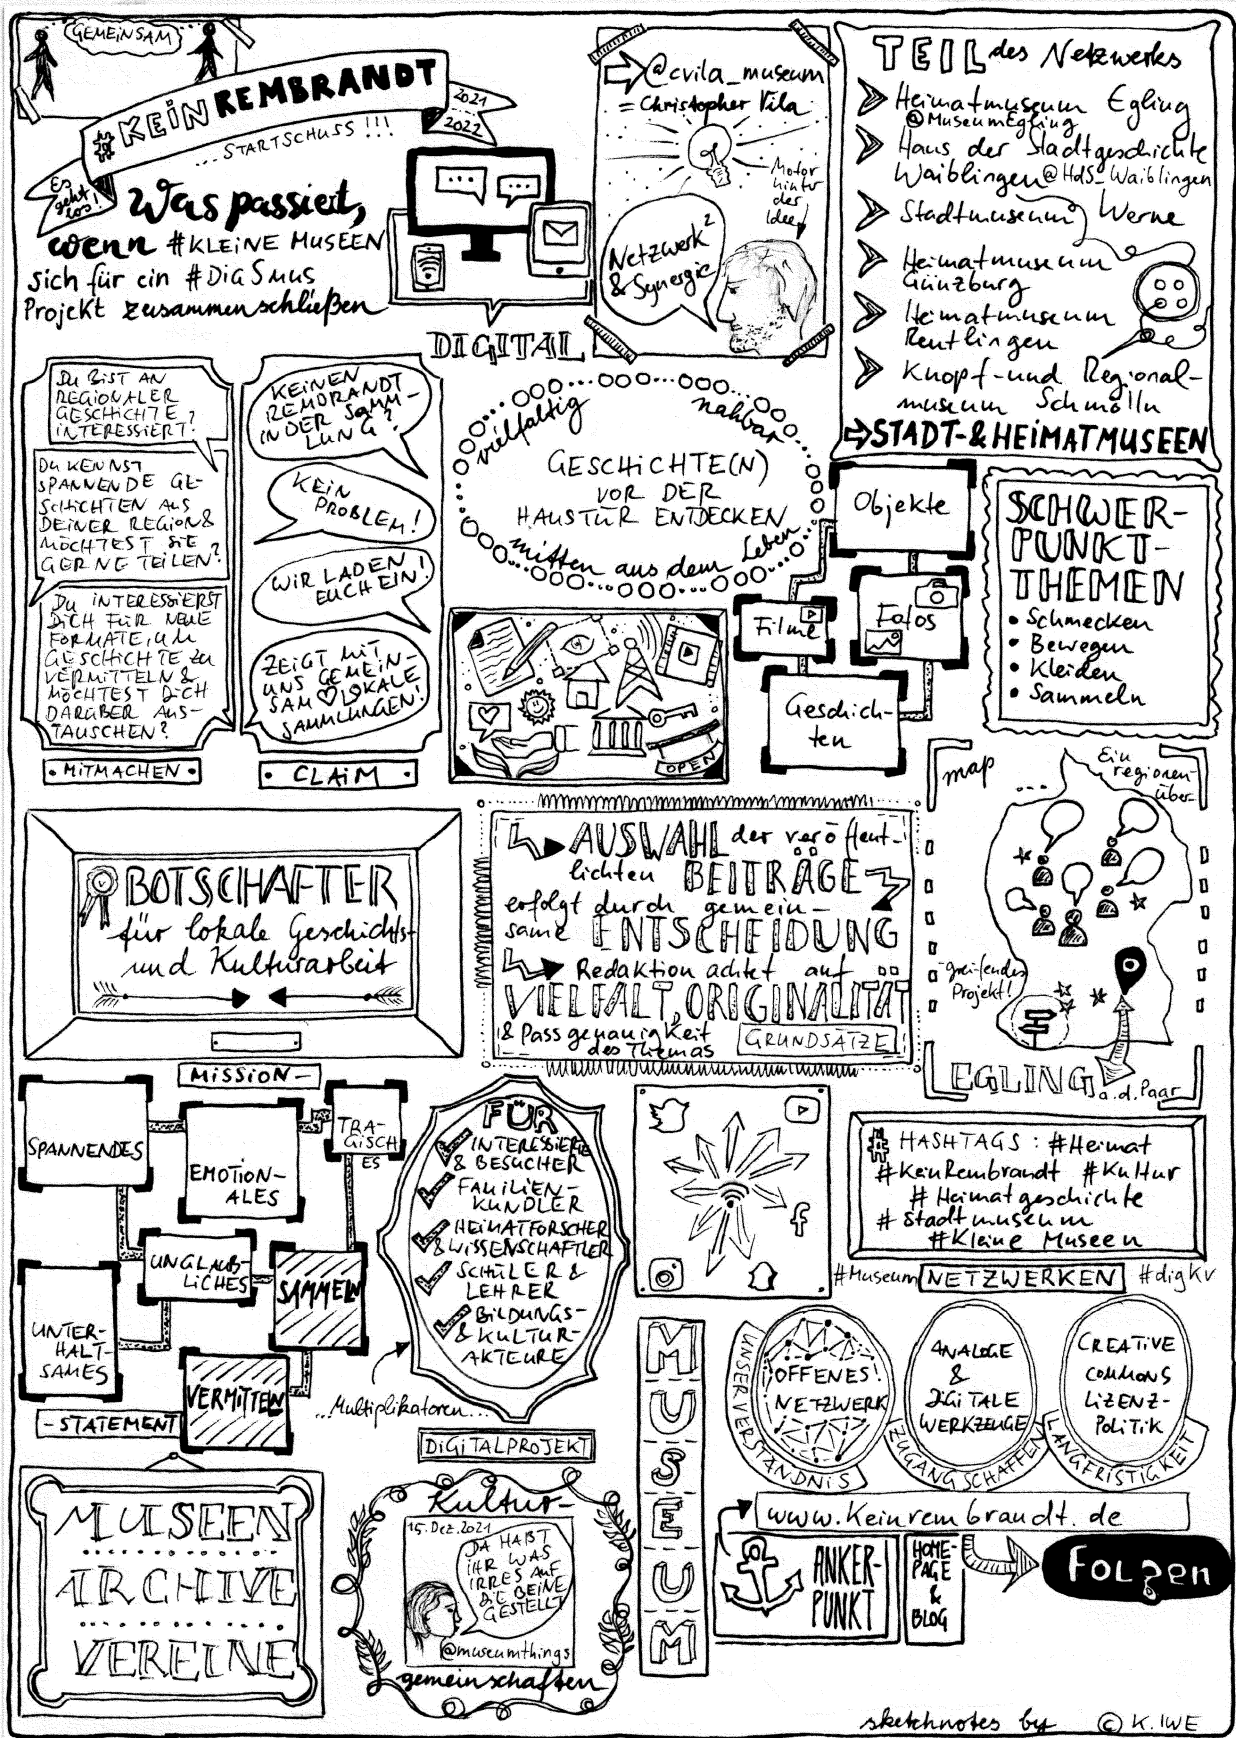 GEMEINSAM
#KEINREMBRANDT
2021
2022
...STARTSCHUSS!!!
Es
geht
los!
Was passiert,
wenn #KLEINE MUSEEN
sich für ein #DiGSmus
Projekt zusammenschließen
DIGITAL
@cvila_museum
= Christopher Vila
Motor
hinter
der
Idee
Netzwerk²
& Synergie
TEIL des Netzwerks
Heimatmuseum Egling
@MuseumEgling
Haus der Stadtgeschichte
Waiblingen @HdS_Waiblingen
Stadtmuseum Werne
Heimatmuseum
Günzburg
Heimatmuseum
Reutlingen
Knopf- und Regional-
museum Schmölln
STADT- & HEIMATMUSEEN
DU BIST AN
REGIONALER
GESCHICHTE
INTERESSIERT?
DU KENNST
SPANNENDE GE-
SCHICHTEN AUS
DEINER REGION &
MÖCHTEST SIE
GERNE TEILEN?
DU INTERESSIERST
DICH FÜR NEUE
FORMATE, UM
GESCHICHTE ZU
VERMITTELN &
MÖCHTEST DICH
DARÜBER AUS-
TAUSCHEN?
• MITMACHEN •
KEINEN
REMBRANDT
IN DER SAMM-
LUNG?
KEIN
PROBLEM!
WIR LADEN
EUCH EIN!
ZEIGT MIT
UNS GEMEIN-
SAM LOKALE
SAMMLUNGEN!
• CLAIM •
vielfältig
nahbar
GESCHICHTE(N)
VOR DER
HAUSTÜR ENTDECKEN
mitten aus dem Leben
OPEN
Objekte
Filme
Fotos
Geschich-
ten
SCHWER-
PUNKT-
THEMEN
• Schmecken
• Bewegen
• Kleiden
• Sammeln
BOTSCHAFTER
für lokale Geschichts-
und Kulturarbeit
MISSION-
AUSWAHL der veröffent-
lichten BEITRÄGE
erfolgt durch gemein-
same ENTSCHEIDUNG
Redaktion achtet auf
VIELFALT, ORIGINALITÄT
& Passgenauigkeit
des Themas
GRUNDSÄTZE
map
...
Ein
regionen-
über-
greifendes
Projekt!
EGLING a.d. Paar
SPANNENDES
EMOTION-
ALES
TRA-
GISCH
ES
UNGLAUB-
LICHES
SAMMELN
UNTER-
HALT-
SAMES
VERMITTELN
-STATEMENT
FÜR
INTERESSIERTE
& BESUCHER
FAMILIEN-
KUNDLER
HEIMATFORSCHER
& WISSENSCHAFTLER
SCHÜLER &
LEHRER
BILDUNGS-
& KULTUR-
AKTEURE
...Multiplikatoren...
# HASHTAGS: #Heimat
#KeinRembrandt #Kultur
#Heimatgeschichte
#Stadtmuseum
#Kleine Museen
#Museum NETZWERKEN #digKv
OFFENES
NETZWERK
UNSER VERSTÄNDNIS
ANALOGE
&
DIGITALE
WERKZEUGE
ZUGANG SCHAFFEN
CREATIVE
COMMONS
LIZENZ-
POLITIK
LANGFRISTIGKEIT
MUSEUM
www.keinrembrandt.de
ANKER-
PUNKT
HOME-
PAGE
&
BLOG
FOLGEN
DIGITALPROJEKT
MUSEEN
ARCHIVE
VEREINE
Kultur-
15. Dez. 2021
DA HABT
IHR WAS
IRRES AUF
DIE BEINE
GESTELLT
@museumthings
gemeinschaften
sketchnotes by © K.IWE